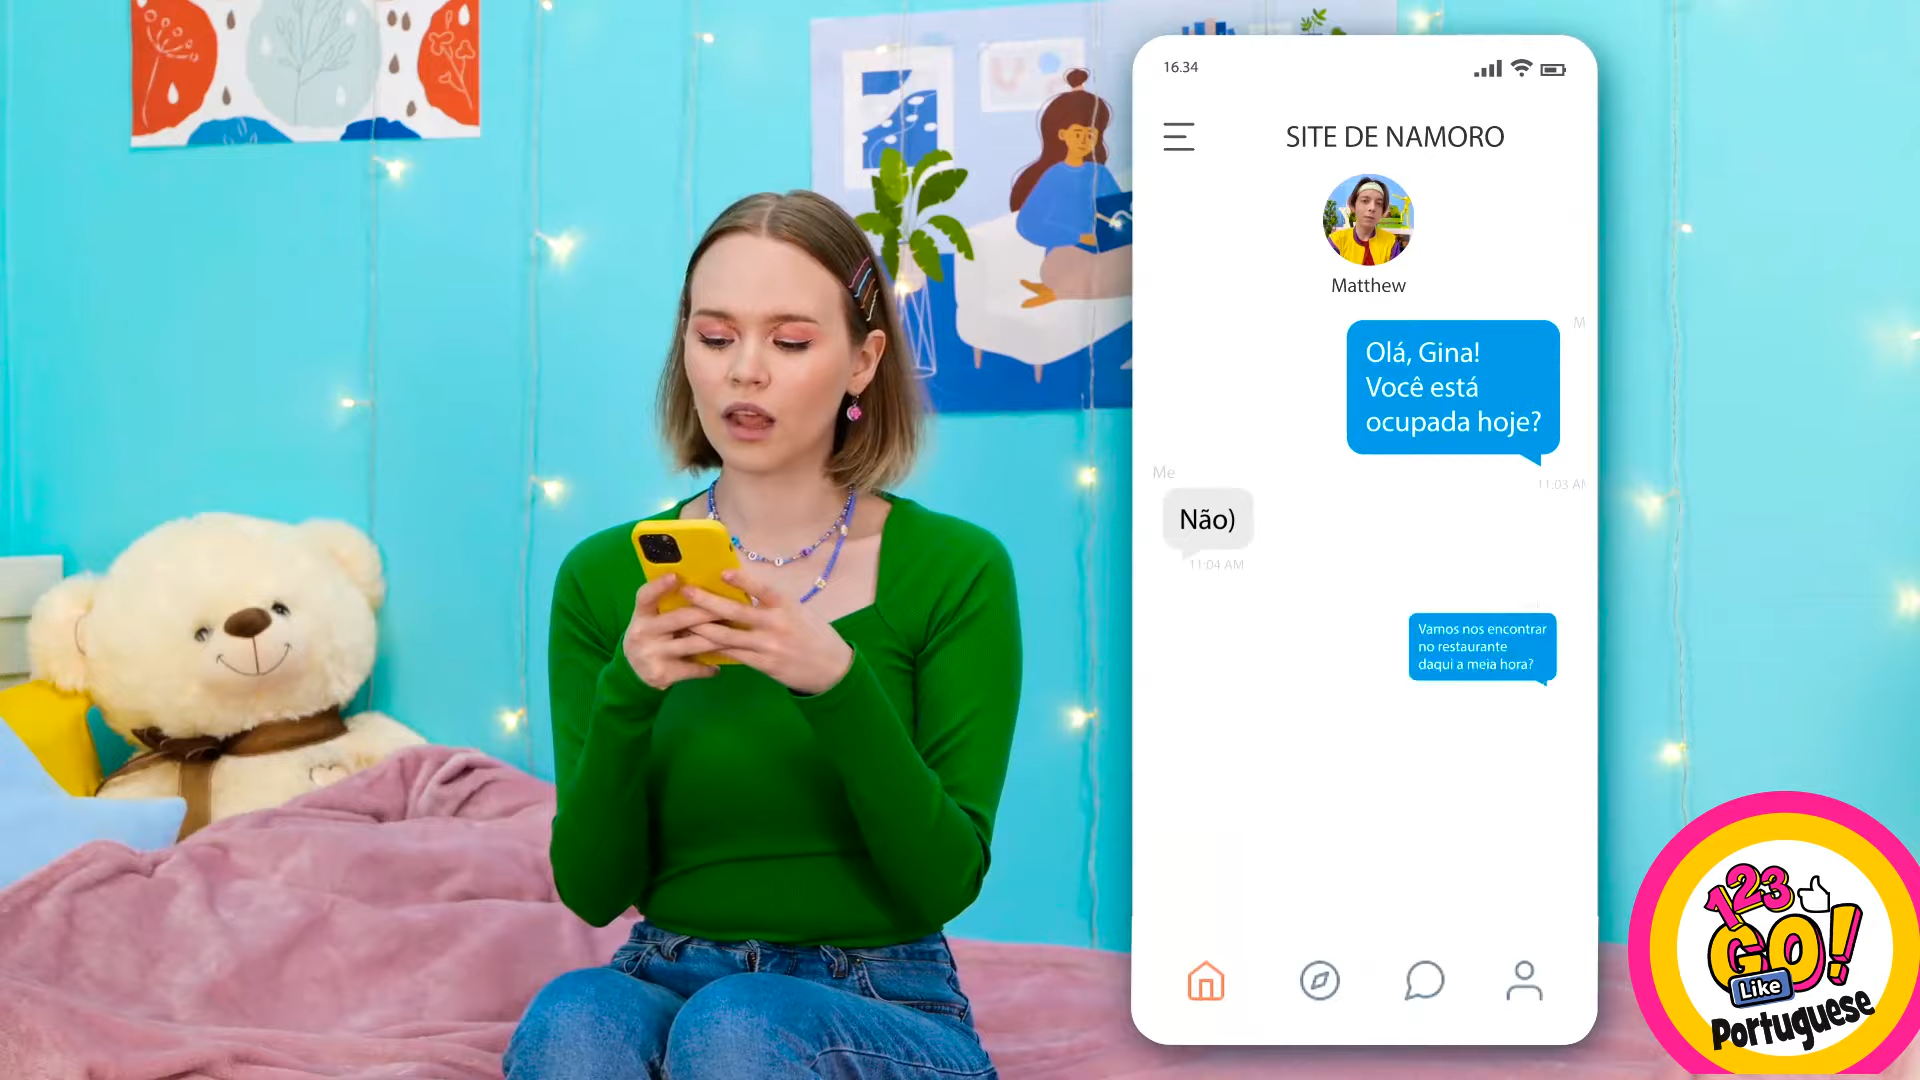 16.34
SITE DE NAMORO
Matthew
M
Olá, Gina!
Você está
ocupada hoje?
11:03 AM
Me
Não)
11:04 AM
Vamos nos encontrar
no restaurante
daqui a meia hora?
123
GO!
Like
Portuguese